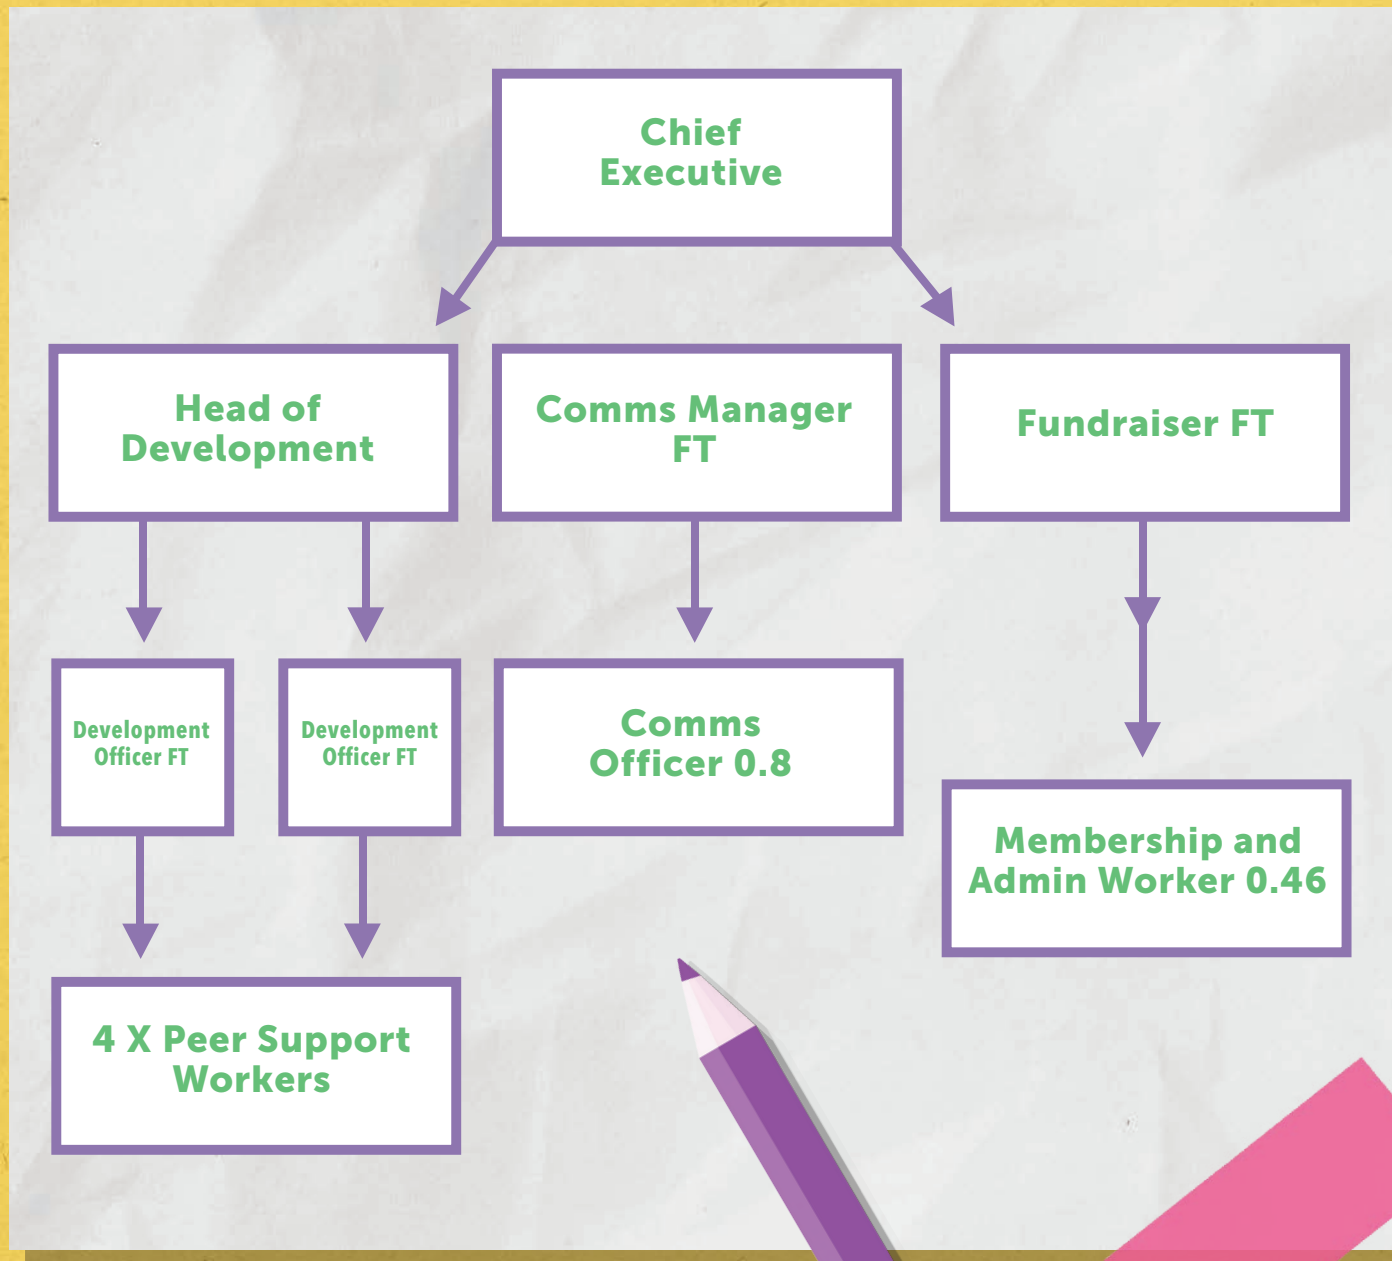 Chief
Executive
Head of
Development
Comms Manager
FT
Fundraiser FT
Development
Officer FT
Development
Officer FT
Comms
Officer 0.8
Membership and
Admin Worker 0.46
4 X Peer Support
Workers